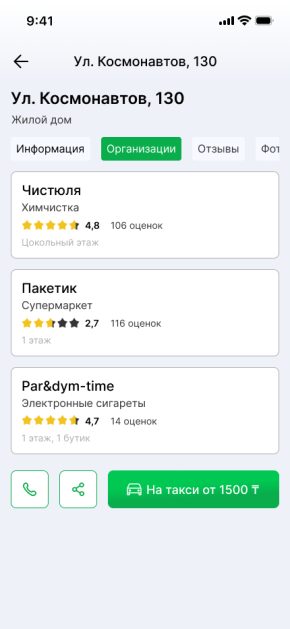 9:41
Ул. Космонавтов, 130
Ул. Космонавтов, 130
Жилой дом
Информация Организации Отзывы Фот
Чистюля
Химчистка
4,8 106 оценок
Цокольный этаж
Пакетик
Супермаркет
2,7 116 оценок
1 этаж
Par&dym-time
Электронные сигареты
4,7 14 оценок
1 этаж, 1 бутик
На такси от 1500 ₸